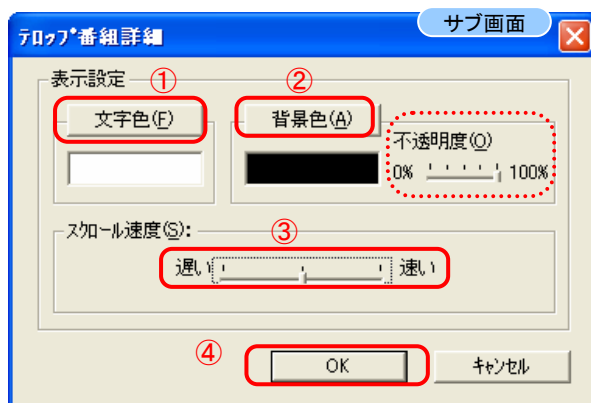 サブ画面
テロップ番組詳細
表示設定
① ②
文字色(F) 背景色(A)
不透明度(O)
0% 100%
スクロール速度(S):
③
遅い 速い
④
OK キャンセル